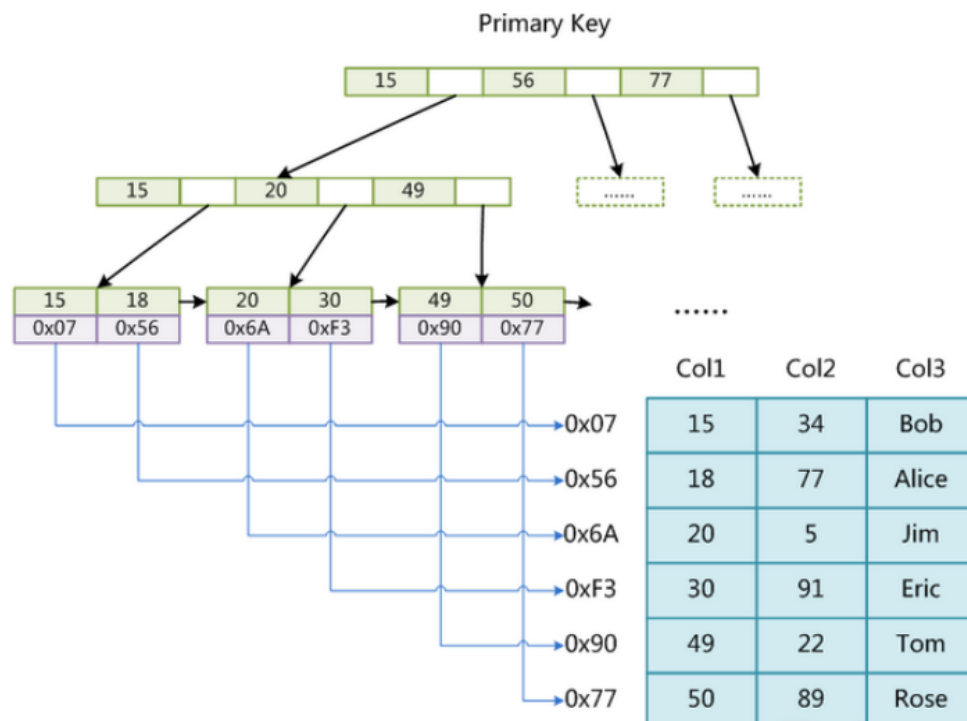 Primary Key
15 56 77
15 20 49
...... ......
15 18 20 30 49 50
0x07 0x56 0x6A 0xF3 0x90 0x77
......
Col1 Col2 Col3
0x07 15 34 Bob
0x56 18 77 Alice
0x6A 20 5 Jim
0xF3 30 91 Eric
0x90 49 22 Tom
0x77 50 89 Rose